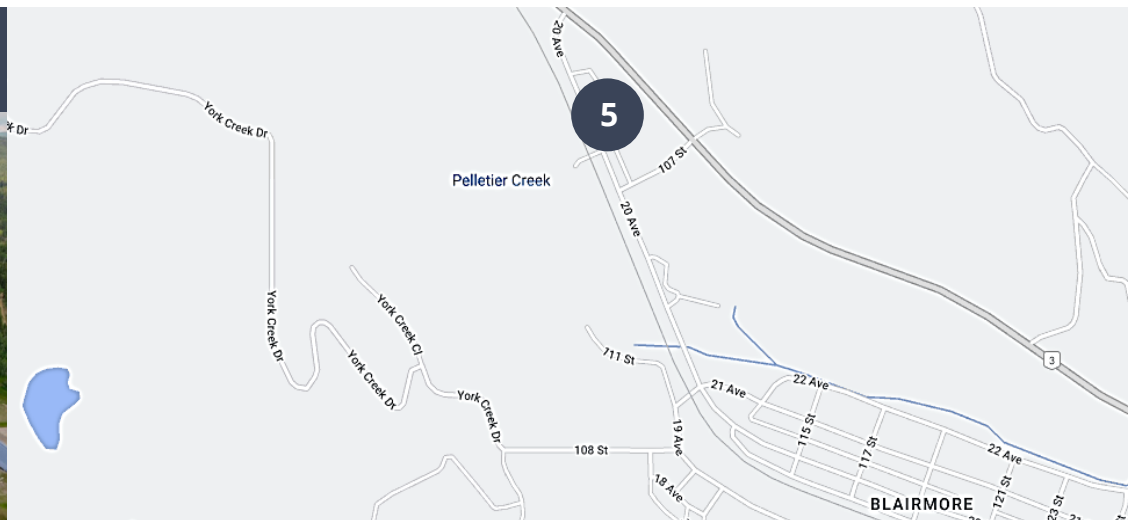 20 Ave
5
York Creek Dr
107 St
Pelletier Creek
20 Ave
York Creek Dr
York Creek Cl
York Creek Dr
111 St
3
21 Ave
22 Ave
York Creek Dr
115 St
19 Ave
117 St
108 St
22 Ave
18 Ave
121 St
BLAIRMORE